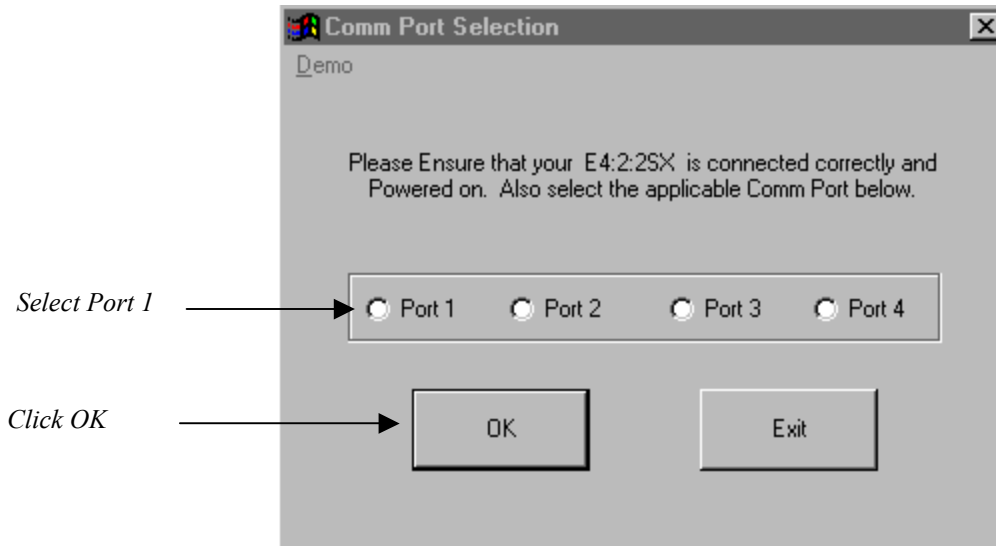 Comm Port Selection
Demo
Please Ensure that your E4:2:2SX is connected correctly and
Powered on. Also select the applicable Comm Port below.
Select Port 1
Port 1 Port 2 Port 3 Port 4
Click OK
OK Exit